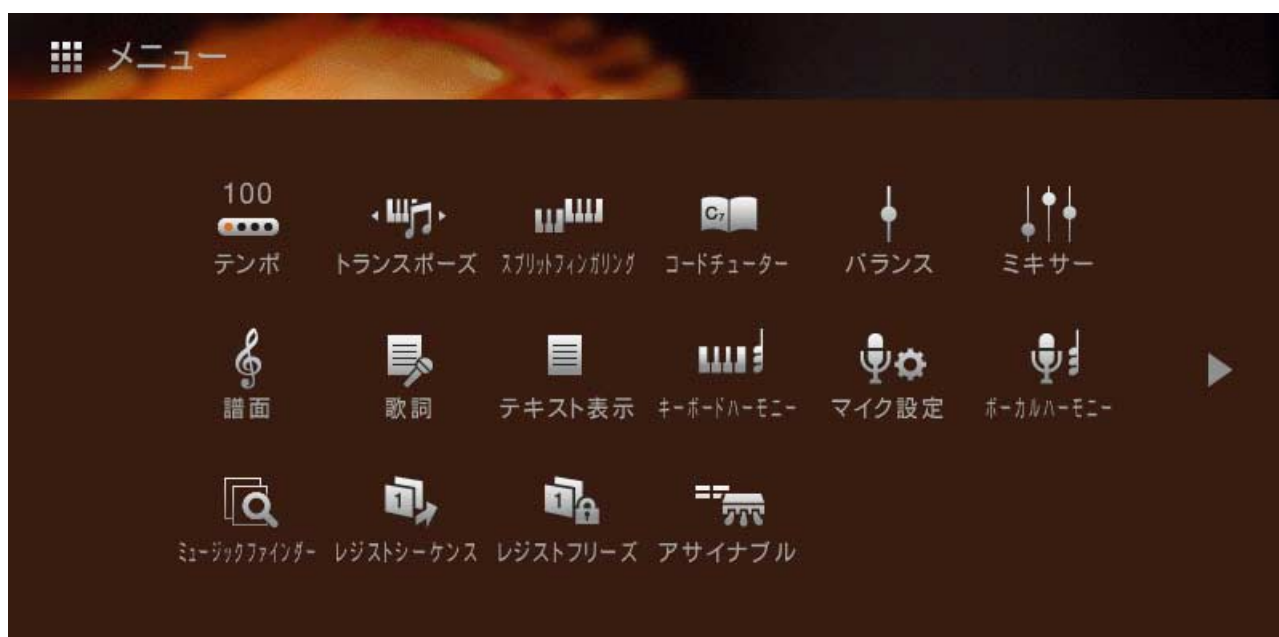 メニュー
100
テンポ
トランスポーズ
スプリットフィンガリング
C7
コードチューター
バランス
ミキサー
譜面
歌詞
テキスト表示
キーボードハーモニー
マイク設定
ボーカルハーモニー
ミュージックファインダー
1
レジストシーケンス
1
レジストフリーズ
アサイナブル